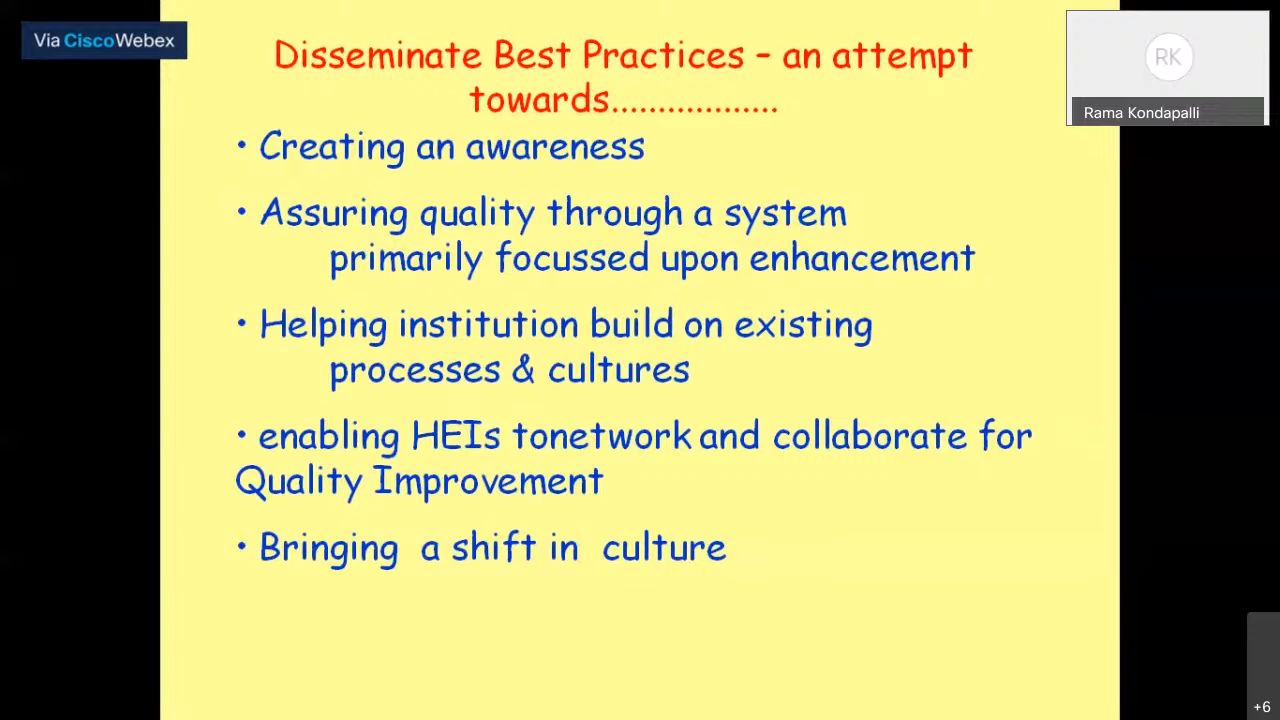 Via CiscoWebex
Disseminate Best Practices – an attempt
towards..................
RK
Rama Kondapalli
• Creating an awareness
• Assuring quality through a system
primarily focussed upon enhancement
• Helping institution build on existing
processes & cultures
• enabling HEIs tonetwork and collaborate for
Quality Improvement
• Bringing a shift in culture
+6